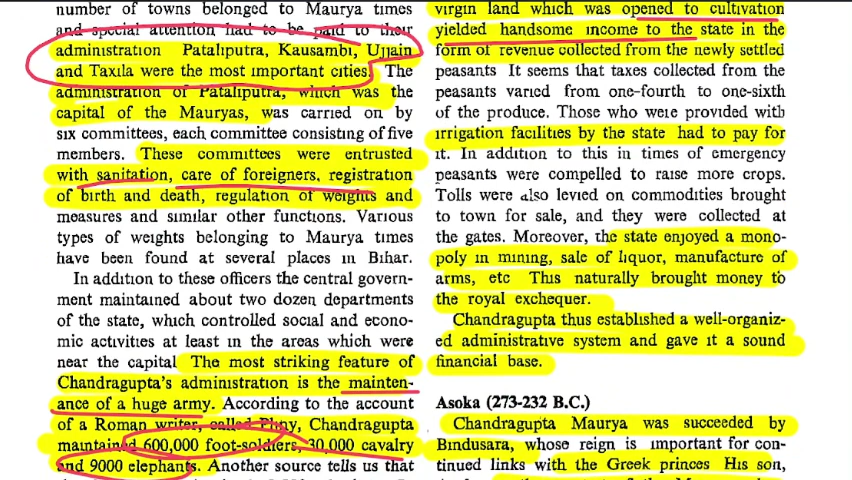 number of towns belonged to Maurya times
and special attention had to be paid to their
administration Pataliputra, Kausambi, Ujjain
and Taxila were the most important cities. The
administration of Pataliputra, which was the
capital of the Mauryas, was carried on by
six committees, each committee consisting of five
members. These committees were entrusted
with sanitation, care of foreigners, registration
of birth and death, regulation of weights and
measures and similar other functions. Various
types of weights belonging to Maurya times
have been found at several places in Bihar.
In addition to these officers the central govern-
ment maintained about two dozen departments
of the state, which controlled social and econo-
mic activities at least in the areas which were
near the capital The most striking feature of
Chandragupta's administration is the mainten-
ance of a huge army. According to the account
of a Roman writer, called Pliny, Chandragupta
maintained 600,000 foot-soldiers, 30,000 cavalry
and 9000 elephants. Another source tells us that
virgin land which was opened to cultivation
yielded handsome income to the state in the
form of revenue collected from the newly settled
peasants It seems that taxes collected from the
peasants varied from one-fourth to one-sixth
of the produce. Those who were provided with
irrigation facilities by the state had to pay for
it. In addition to this in times of emergency
peasants were compelled to raise more crops.
Tolls were also levied on commodities brought
to town for sale, and they were collected at
the gates. Moreover, the state enjoyed a mono-
poly in mining, sale of liquor, manufacture of
arms, etc This naturally brought money to
the royal exchequer.
Chandragupta thus established a well-organiz-
ed administrative system and gave it a sound
financial base.
Asoka (273-232 B.C.)
Chandragupta Maurya was succeeded by
Bindusara, whose reign is important for con-
tinued links with the Greek princes His son,